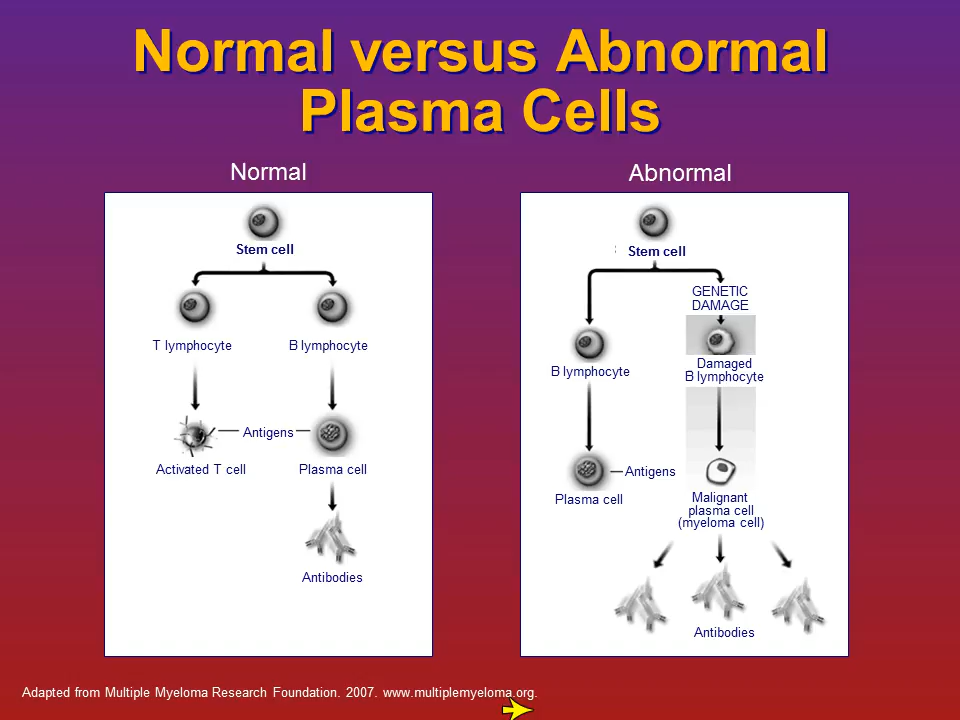 Normal versus Abnormal
Plasma Cells
Normal
Stem cell
T lymphocyte
B lymphocyte
Antigens
Activated T cell
Plasma cell
Antibodies
Abnormal
Stem cell
GENETIC
DAMAGE
B lymphocyte
Damaged
B lymphocyte
Antigens
Plasma cell
Malignant
plasma cell
(myeloma cell)
Antibodies
Adapted from Multiple Myeloma Research Foundation. 2007. www.multiplemyeloma.org.